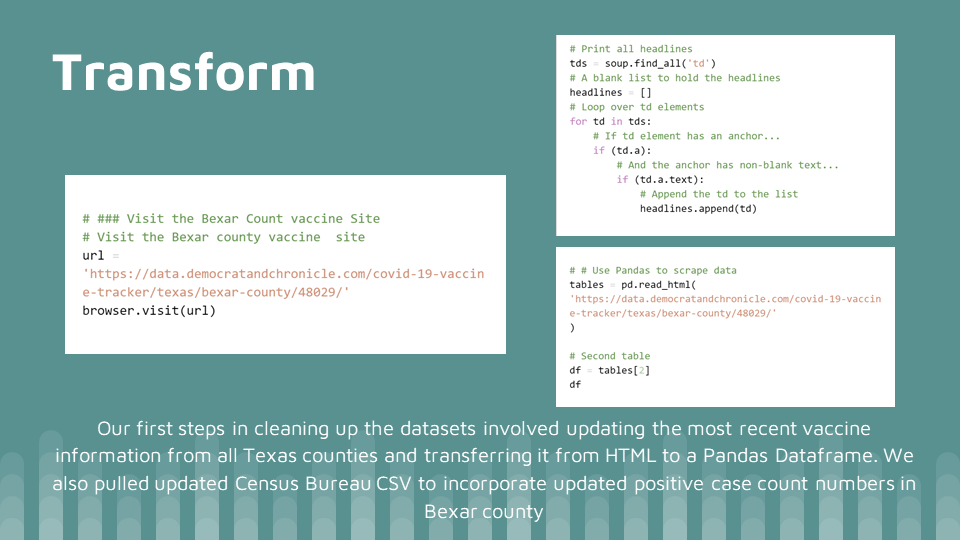 Transform
# ### Visit the Bexar Count vaccine Site
# Visit the Bexar county vaccine  site
url =
'https://data.democratandchronicle.com/covid-19-vaccin
e-tracker/texas/bexar-county/48029/'
browser.visit(url)
# Print all headlines
tds = soup.find_all('td')
# A blank list to hold the headlines
headlines = []
# Loop over td elements
for td in tds:
    # If td element has an anchor...
    if (td.a):
        # And the anchor has non-blank text...
        if (td.a.text):
            # Append the td to the list
            headlines.append(td)
# # Use Pandas to scrape data
tables = pd.read_html(
'https://data.democratandchronicle.com/covid-19-vaccin
e-tracker/texas/bexar-county/48029/'
)
# Second table
df = tables[2]
df
Our first steps in cleaning up the datasets involved updating the most recent vaccine
information from all Texas counties and transferring it from HTML to a Pandas Dataframe. We
also pulled updated Census Bureau CSV to incorporate updated positive case count numbers in
Bexar county